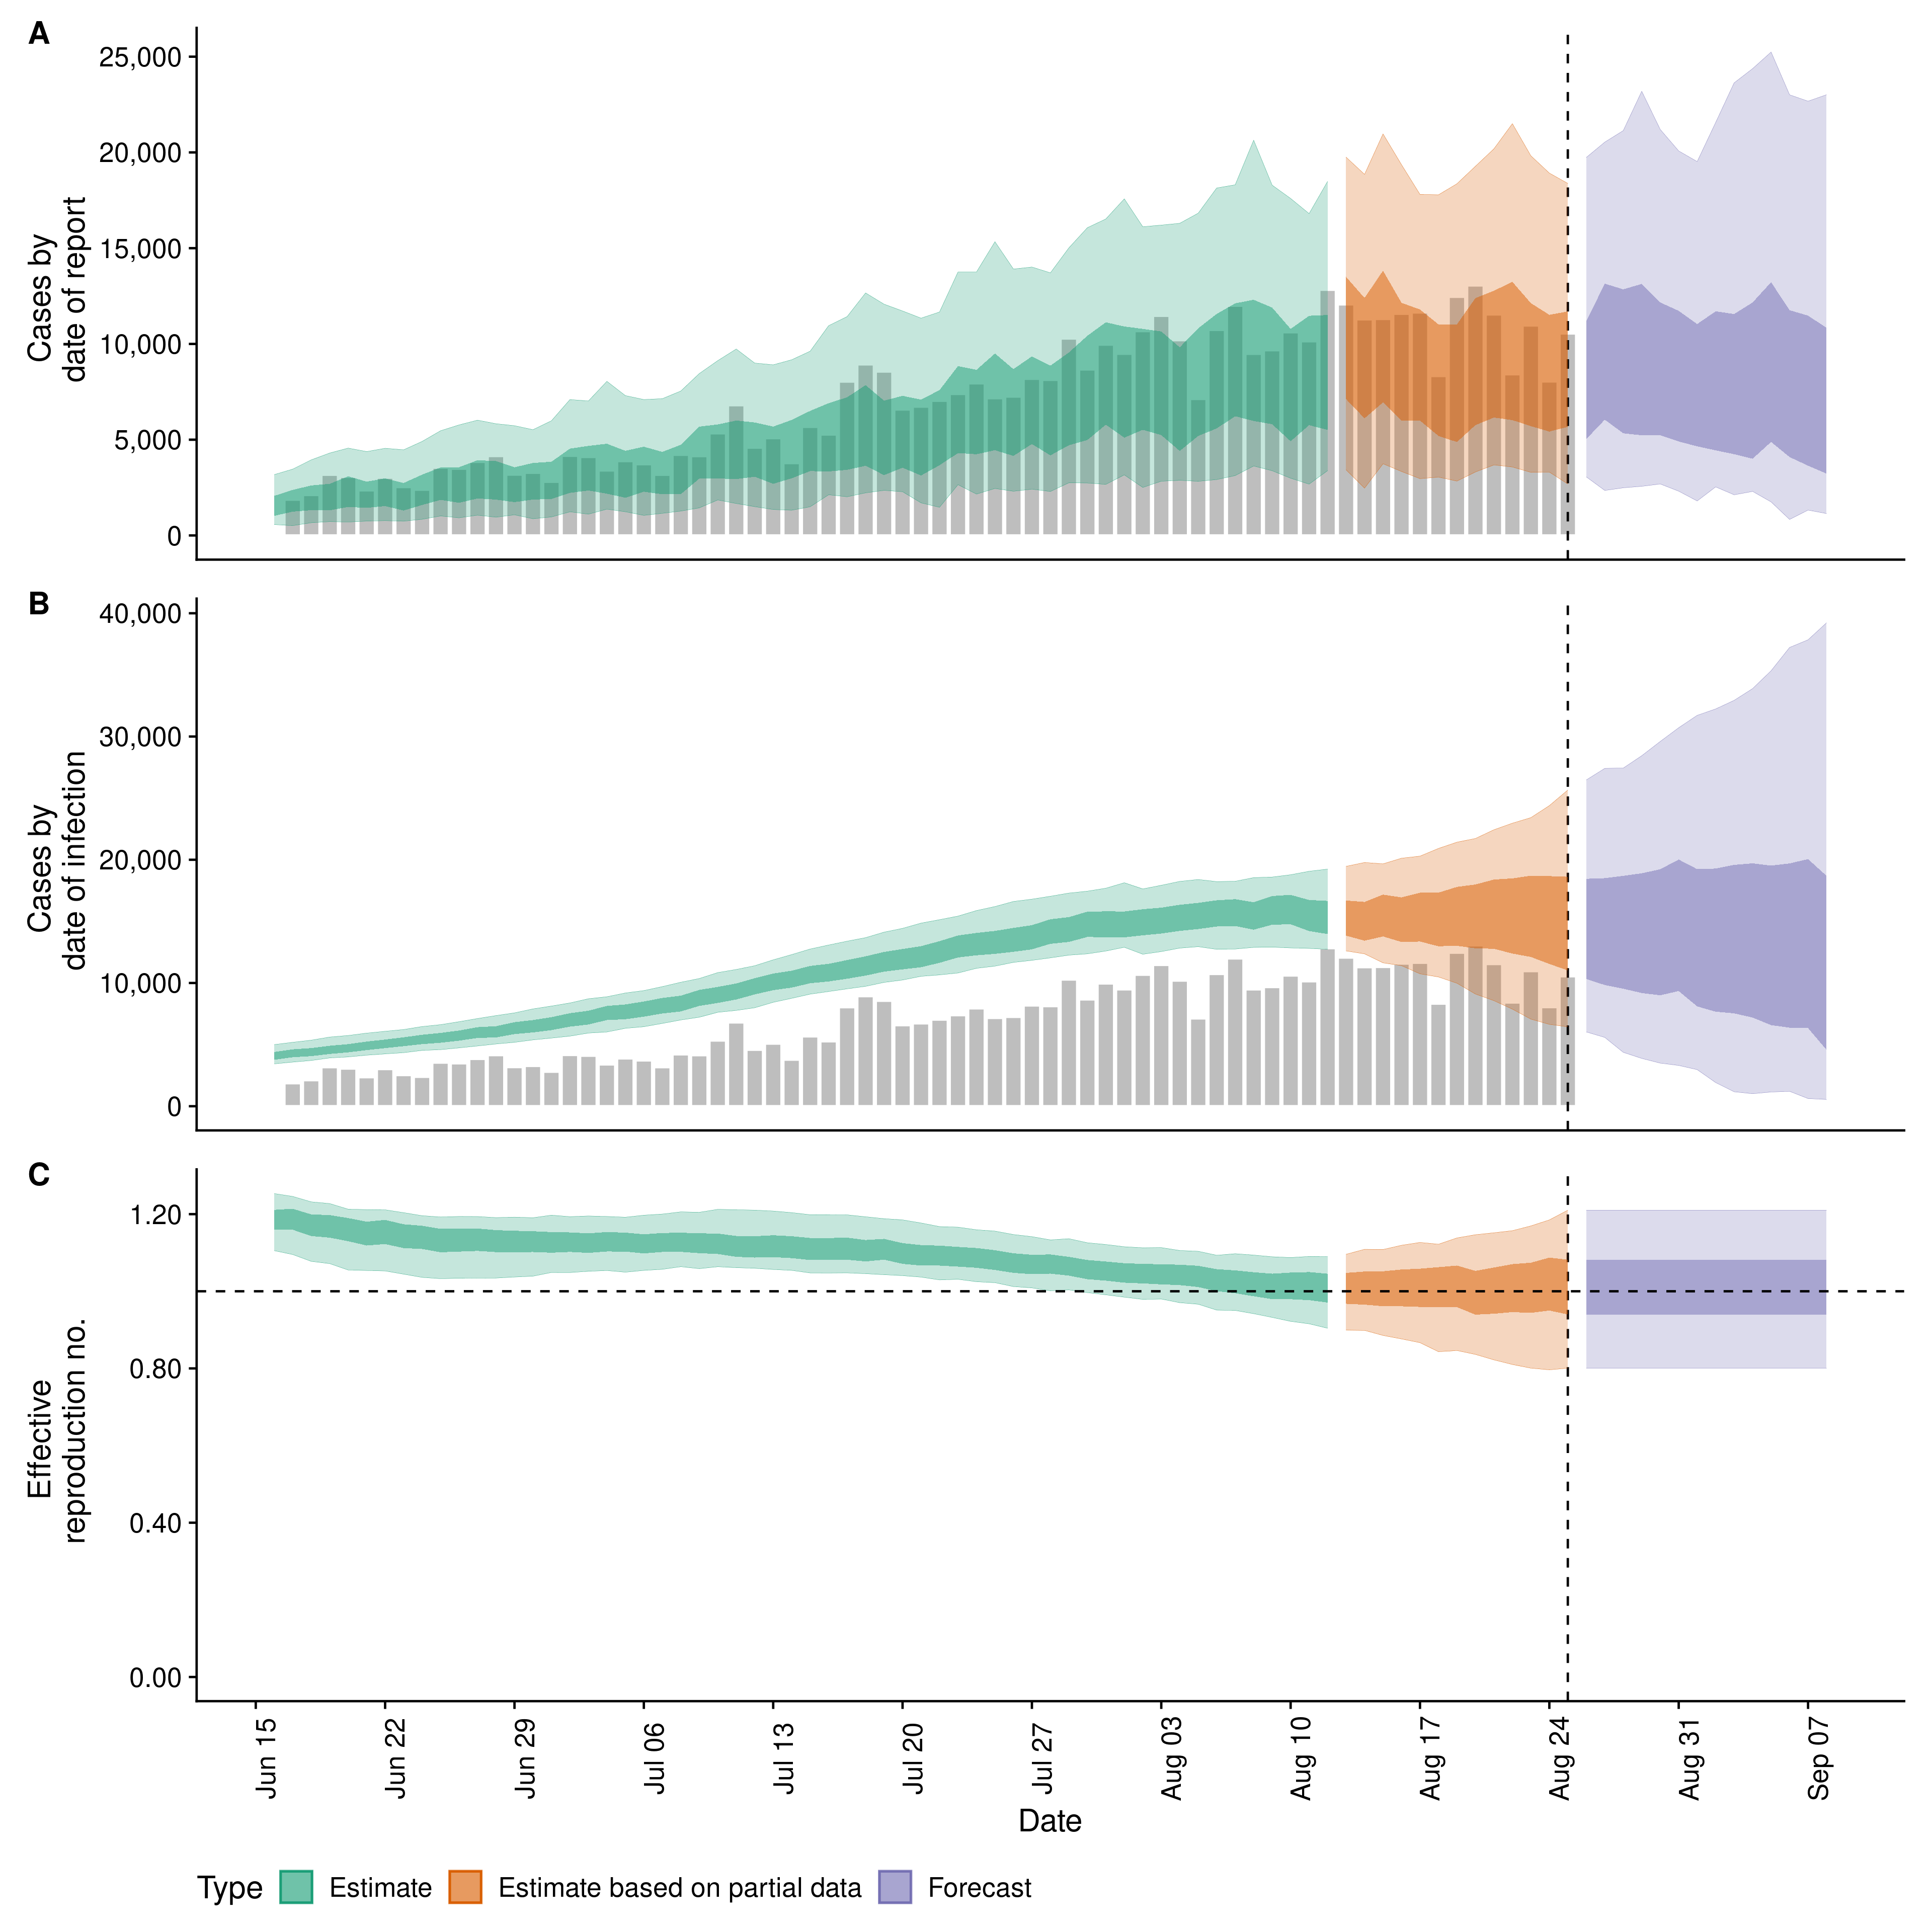 A
Cases by
date of report
25,000
20,000
15,000
10,000
5,000
0
B
Cases by
date of infection
40,000
30,000
20,000
10,000
0
C
Effective
reproduction no.
1.20
0.80
0.40
0.00
Jun 15
Jun 22
Jun 29
Jul 06
Jul 13
Jul 20
Jul 27
Aug 03
Aug 10
Aug 17
Aug 24
Aug 31
Sep 07
Date
Type Estimate Estimate based on partial data Forecast